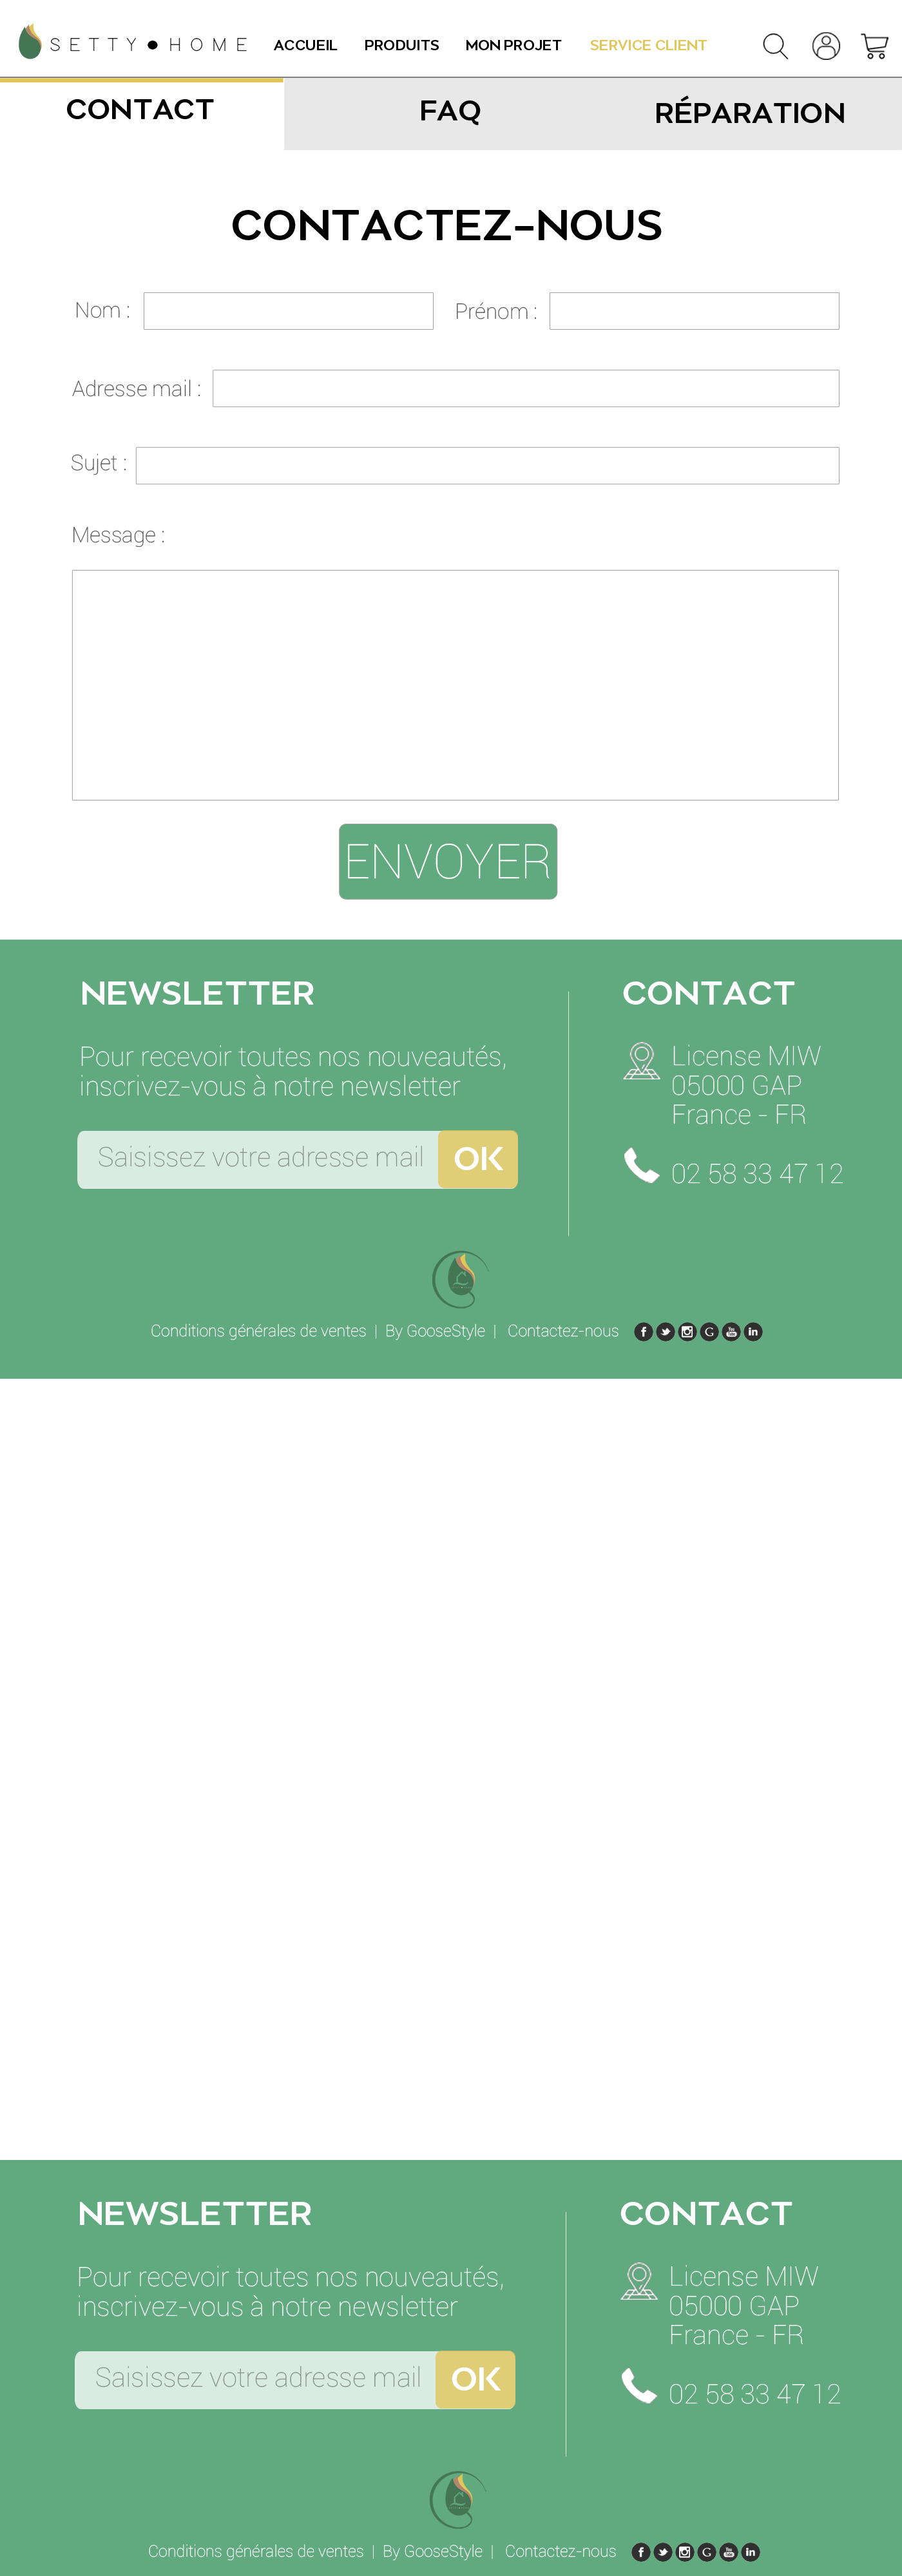 SETTY●HOME ACCUEIL PRODUITS MON PROJET SERVICE CLIENT
CONTACT FAQ RÉPARATION
CONTACTEZ-NOUS
Nom : Prénom :
Adresse mail :
Sujet :
Message :
ENVOYER
NEWSLETTER
Pour recevoir toutes nos nouveautés,
inscrivez-vous à notre newsletter
Saisissez votre adresse mail OK
CONTACT
License MIW
05000 GAP
France - FR
02 58 33 47 12
Conditions générales de ventes | By GooseStyle | Contactez-nous
NEWSLETTER
Pour recevoir toutes nos nouveautés,
inscrivez-vous à notre newsletter
Saisissez votre adresse mail OK
CONTACT
License MIW
05000 GAP
France - FR
02 58 33 47 12
Conditions générales de ventes | By GooseStyle | Contactez-nous